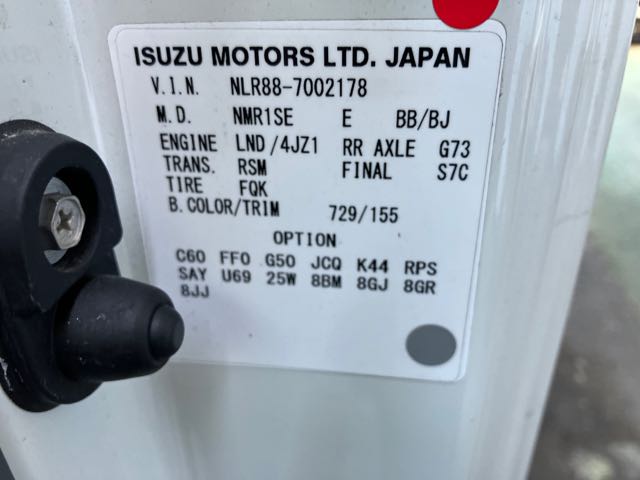 ISUZU MOTORS LTD. JAPAN
V.I.N. NLR88-7002178
M.D. NMR1SE E BB/BJ
ENGINE LND/4JZ1 RR AXLE G73
TRANS. RSM FINAL S7C
TIRE FQK
B.COLOR/TRIM 729/155
OPTION
C60 FF0 G50 JCQ K44 RPS
SAY U69 25W 8BM 8GJ 8GR
8JJ